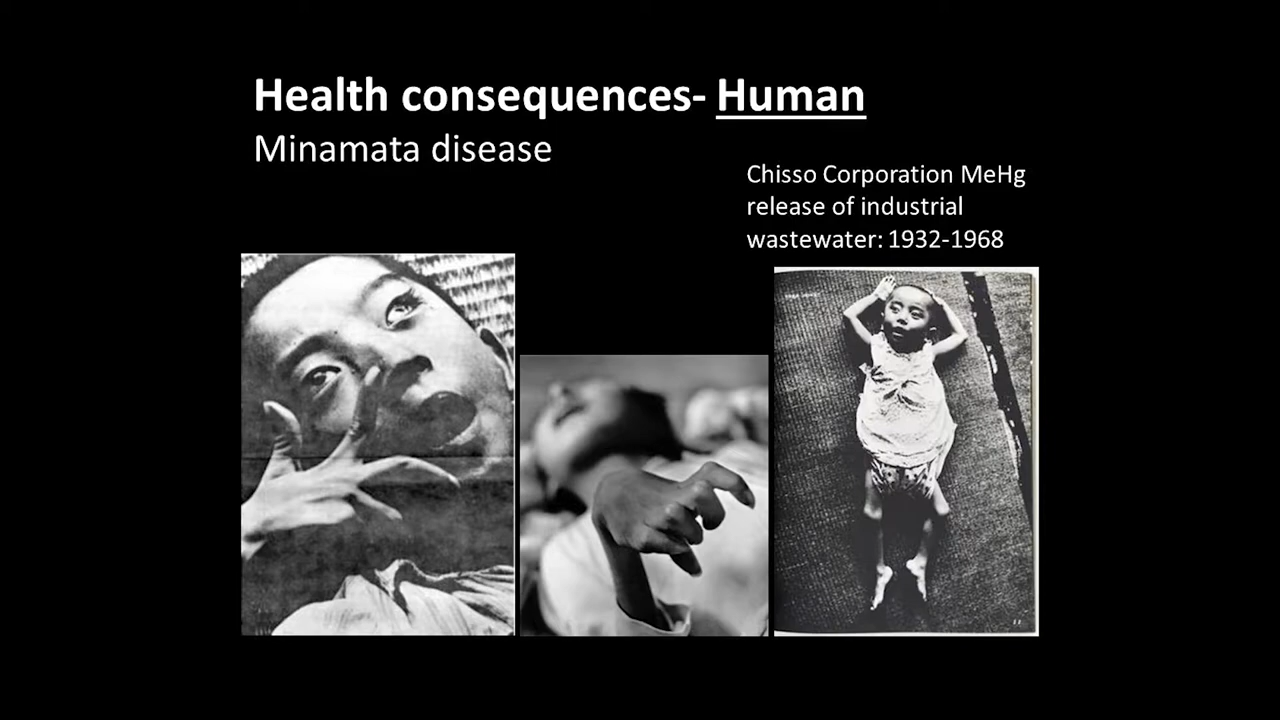 Health consequences- Human
Minamata disease
Chisso Corporation MeHg
release of industrial
wastewater: 1932-1968